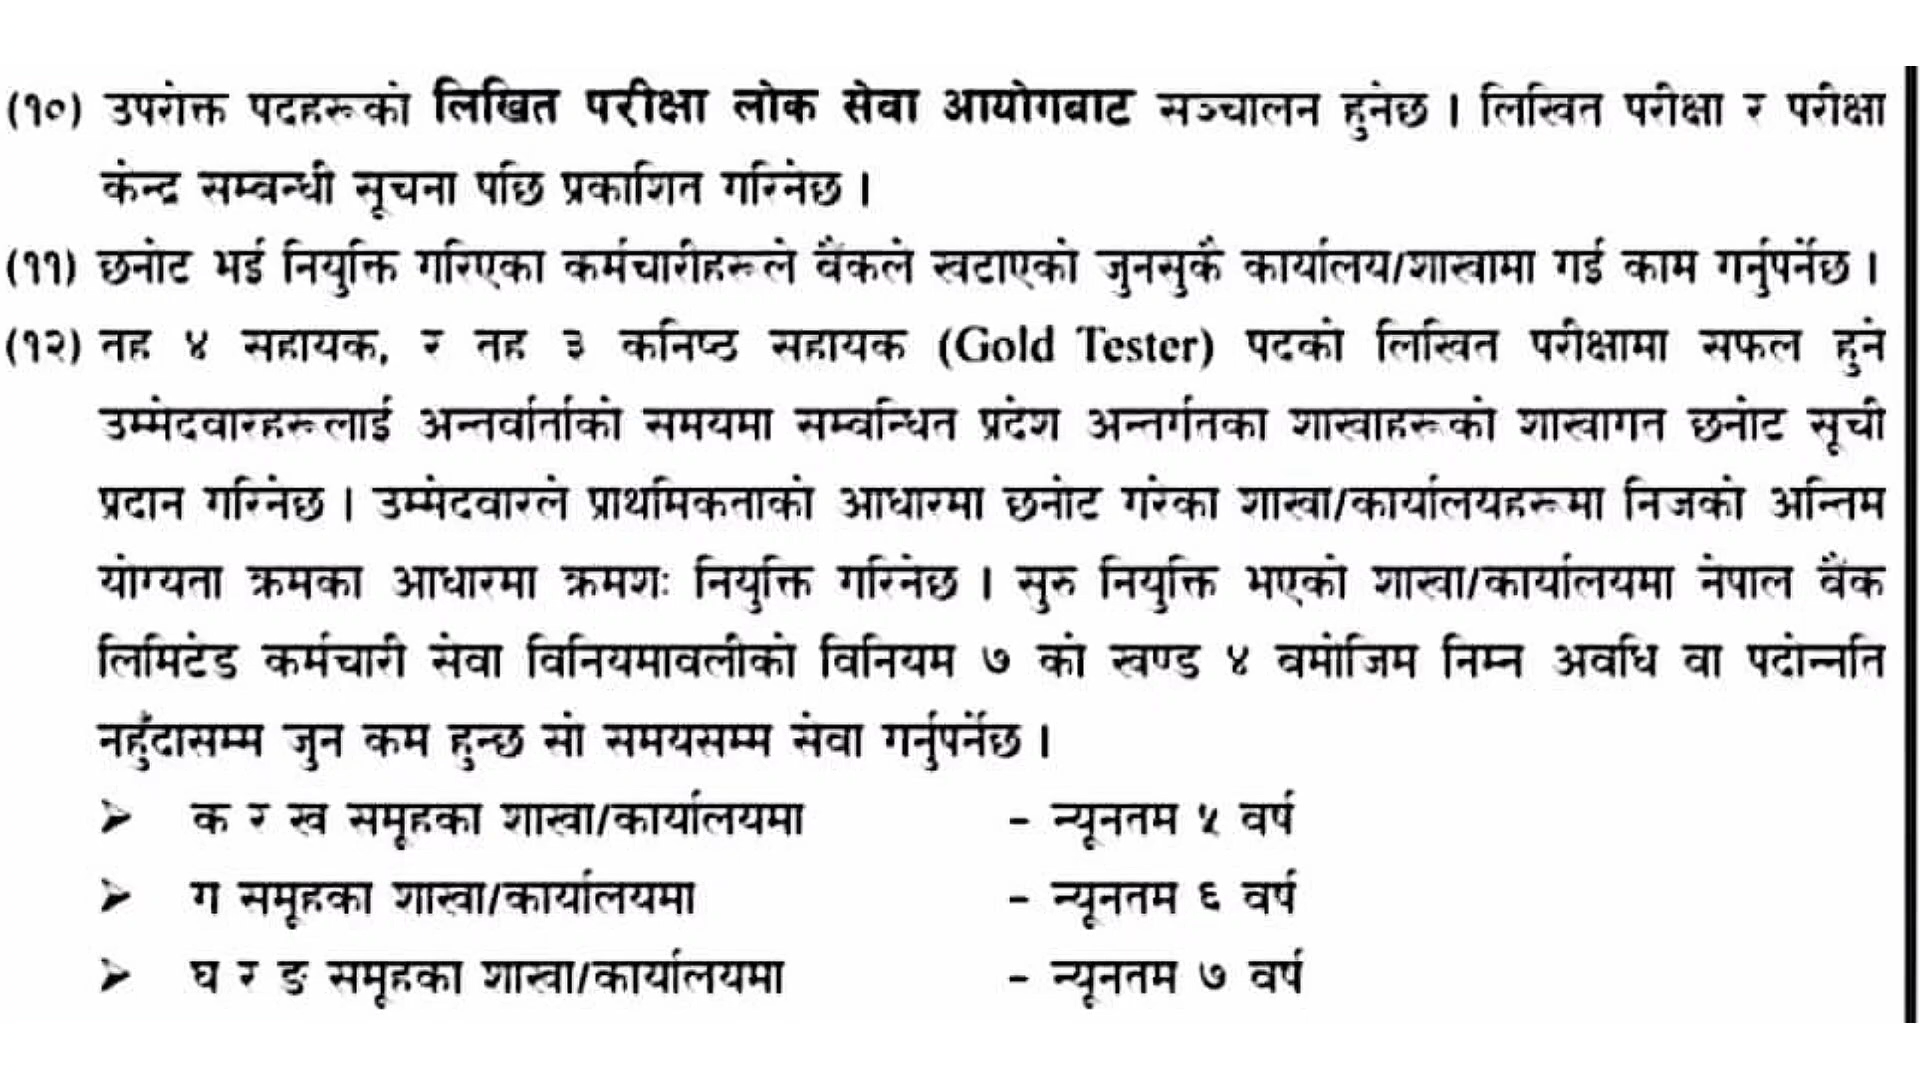 (१०) उपरोक्त पदहरूको लिखित परीक्षा लोक सेवा आयोगबाट सञ्चालन हुनेछ । लिखित परीक्षा र परीक्षा
केन्द्र सम्बन्धी सूचना पछि प्रकाशित गरिनेछ ।
(११) छनोट भई नियुक्ति गरिएका कर्मचारीहरूले बैंकले खटाएको जुनसुकै कार्यालय/शाखामा गई काम गर्नुपर्नेछ ।
(१२) तह ४ सहायक, र तह ३ कनिष्ठ सहायक (Gold Tester) पदको लिखित परीक्षामा सफल हुने
उम्मेदवारहरूलाई अन्तर्वार्ताको समयमा सम्बन्धित प्रदेश अन्तर्गतका शाखाहरूको शाखागत छनोट सूची
प्रदान गरिनेछ । उम्मेदवारले प्राथमिकताको आधारमा छनोट गरेका शाखा/कार्यालयहरूमा निजको अन्तिम
योग्यता क्रमका आधारमा क्रमशः नियुक्ति गरिनेछ । सुरु नियुक्ति भएको शाखा/कार्यालयमा नेपाल बैंक
लिमिटेड कर्मचारी सेवा विनियमावलीको विनियम ७ को खण्ड ४ बमोजिम निम्न अवधि वा पदोन्नति
नहुँदासम्म जुन कम हुन्छ सो समयसम्म सेवा गर्नुपर्नेछ ।
➢ क र ख समूहका शाखा/कार्यालयमा - न्यूनतम ५ वर्ष
➢ ग समूहका शाखा/कार्यालयमा - न्यूनतम ६ वर्ष
➢ घ र ङ समूहका शाखा/कार्यालयमा - न्यूनतम ७ वर्ष